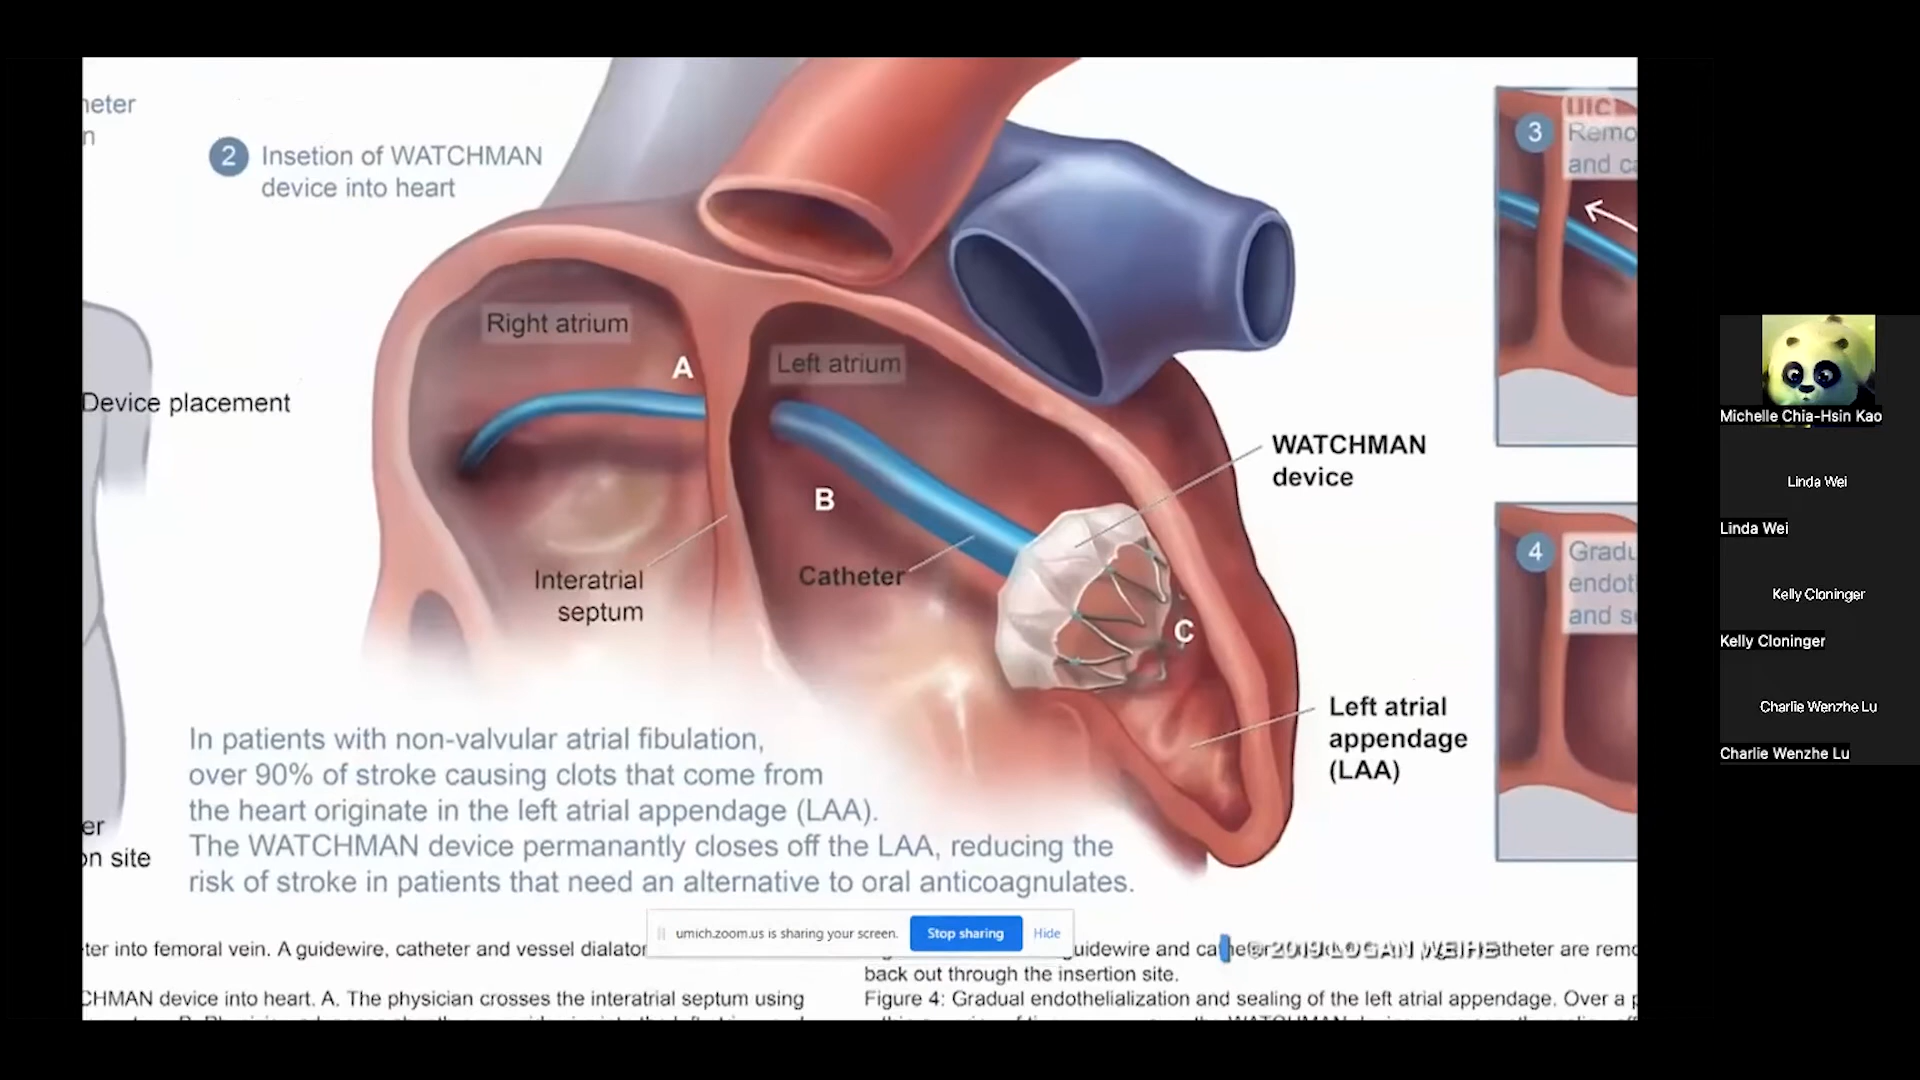 heter
n
2
Insetion of WATCHMAN
device into heart
UIC
3
Remo
and ca
Right atrium
A
Left atrium
Device placement
B
WATCHMAN
device
Interatrial
septum
Catheter
C
4
Gradu
endot
and s
Left atrial
appendage
(LAA)
In patients with non-valvular atrial fibulation,
over 90% of stroke causing clots that come from
the heart originate in the left atrial appendage (LAA).
The WATCHMAN device permanantly closes off the LAA, reducing the
risk of stroke in patients that need an alternative to oral anticoagnulates.
er
on site
umich.zoom.us is sharing your screen.
Stop sharing
Hide
ter into femoral vein. A guidewire, catheter and vessel dialator
guidewire and catheter are remo
© 2019 LOGAN WEIHE
back out through the insertion site.
CHMAN device into heart. A. The physician crosses the interatrial septum using
Figure 4: Gradual endothelialization and sealing of the left atrial appendage. Over a p
Michelle Chia-Hsin Kao
Linda Wei
Linda Wei
Kelly Cloninger
Kelly Cloninger
Charlie Wenzhe Lu
Charlie Wenzhe Lu